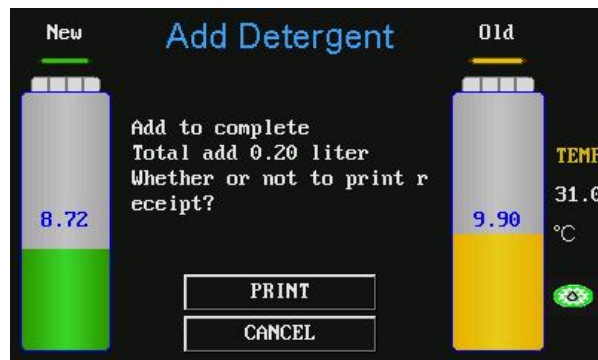 New
Add Detergent
Old
Add to complete
Total add 0.20 liter
Whether or not to print r
eceipt?
8.72
9.90
TEMP
31.0
°C
PRINT
CANCEL